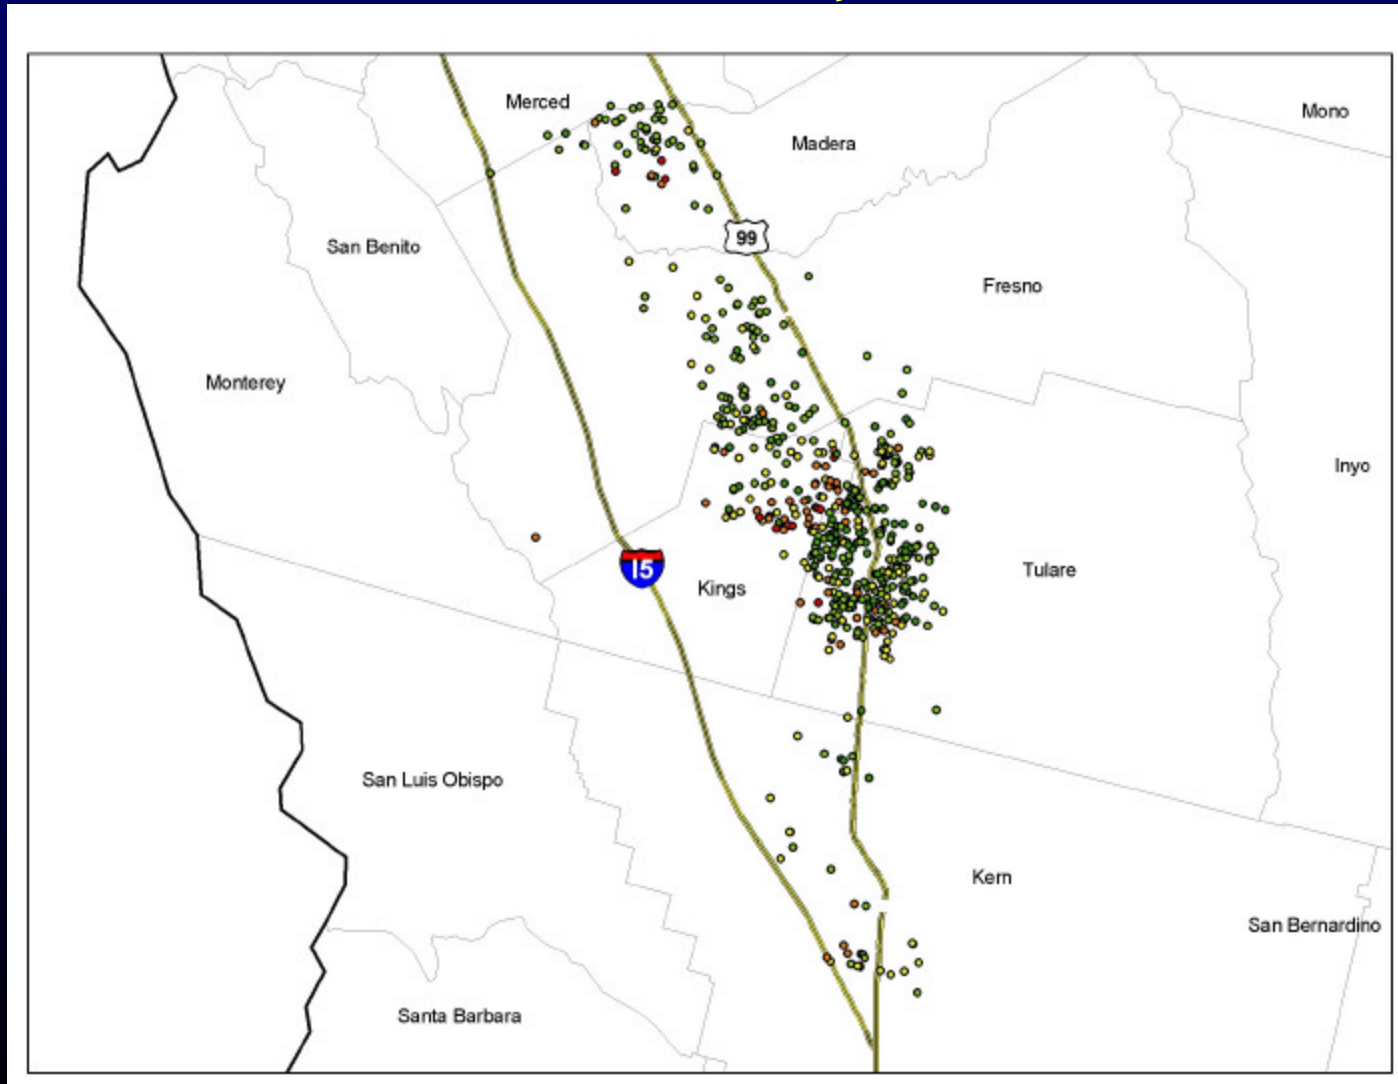 Merced
Mono
Madera
99
San Benito
Fresno
Monterey
Inyo
15
Kings
Tulare
San Luis Obispo
Kern
San Bernardino
Santa Barbara